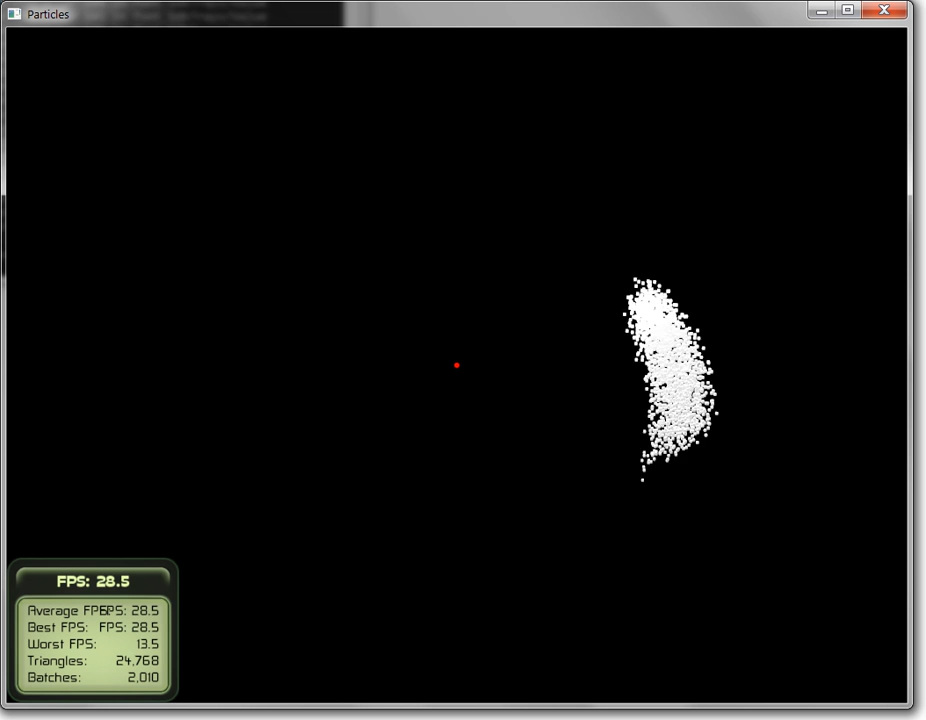 Particles
FPS: 28.5
Average FPS: FPS: 28.5
Best FPS: FPS: 28.5
Worst FPS: 13.5
Triangles: 24,768
Batches: 2,010